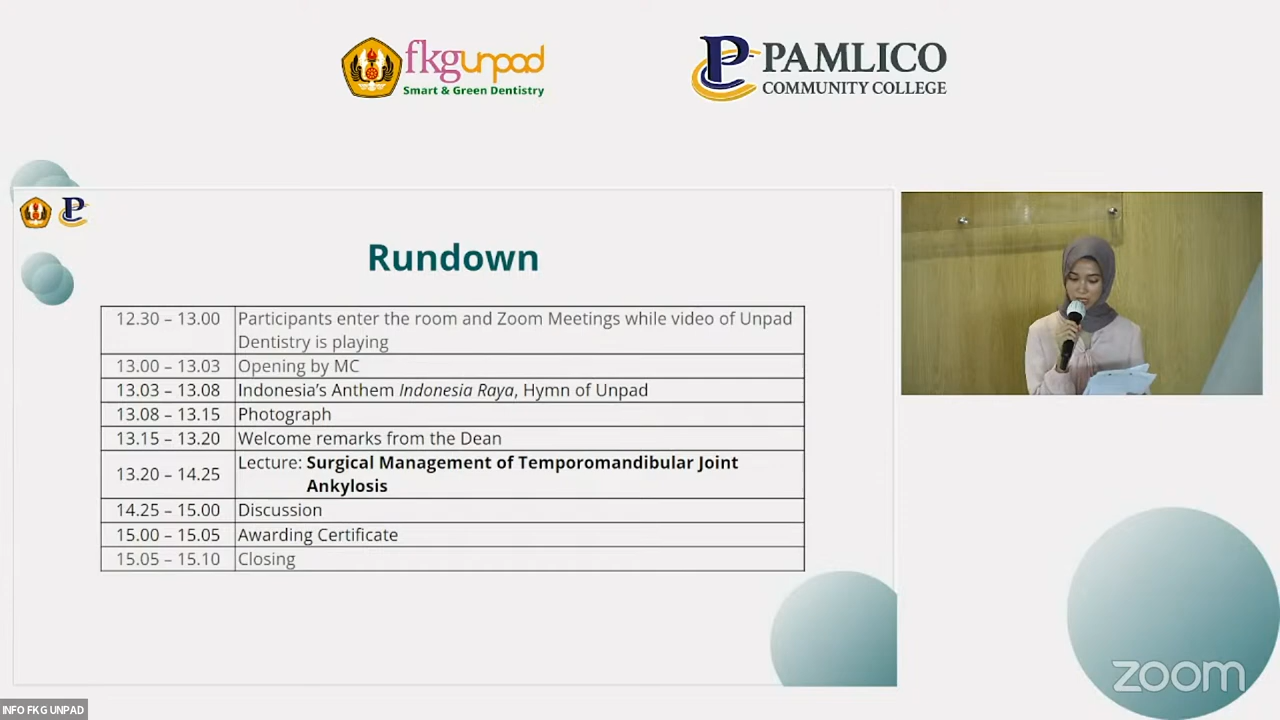 fkgunpad
Smart & Green Dentistry
PAMLICO
COMMUNITY COLLEGE
Rundown
12.30 – 13.00 Participants enter the room and Zoom Meetings while video of Unpad
Dentistry is playing
13.00 – 13.03 Opening by MC
13.03 – 13.08 Indonesia's Anthem Indonesia Raya, Hymn of Unpad
13.08 – 13.15 Photograph
13.15 – 13.20 Welcome remarks from the Dean
13.20 – 14.25 Lecture: Surgical Management of Temporomandibular Joint
Ankylosis
14.25 – 15.00 Discussion
15.00 – 15.05 Awarding Certificate
15.05 – 15.10 Closing
zoom
INFO FKG UNPAD